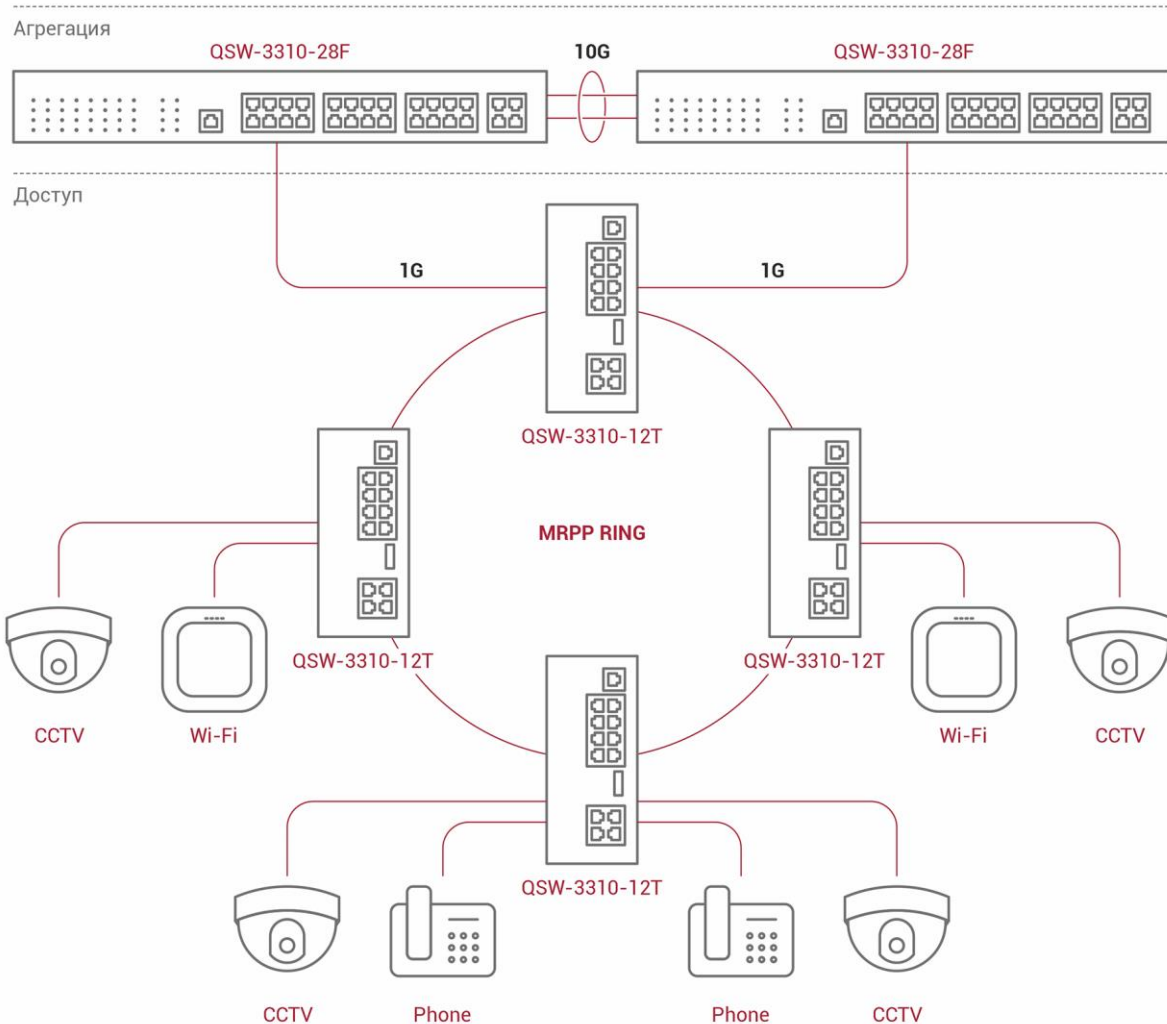 Агрегация
QSW-3310-28F
10G
QSW-3310-28F
Доступ
1G
1G
QSW-3310-12T
MRPP RING
QSW-3310-12T
QSW-3310-12T
CCTV
Wi-Fi
Wi-Fi
CCTV
QSW-3310-12T
CCTV
Phone
Phone
CCTV